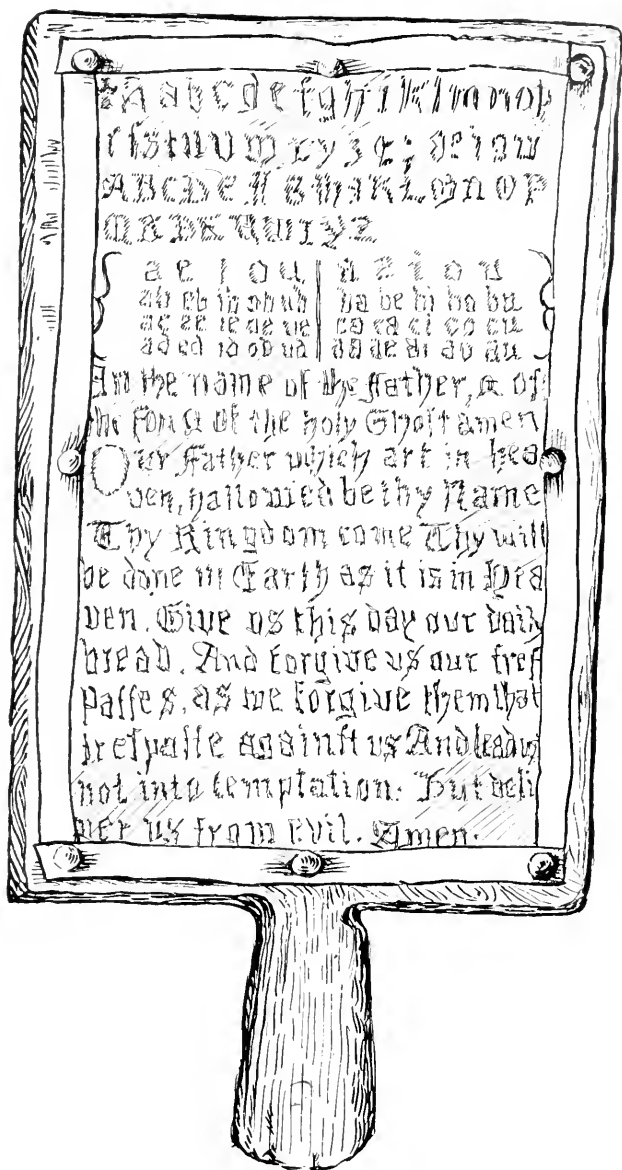 A a b c d e f g h i k l m n o p
r ſ s t u v w x y z &; a e i o u
A B C D E F G H I K L M N O P
Q R S T U W X Y Z
a e i o u a e i o u
ab eb ib ob ub ba be bi bo bu
ac ec ic oc uc ca ce ci co cu
ad ed id od ud da de di do du
In the name of the Father, & of
the Son & of the holy Ghoſt amen
Our Father which art in hea
ven, hallowed be thy Name
Thy Kingdom come Thy will
be done in Earth as it is in Hea
ven. Give us this day our daily
bread. And forgive us our treſ
paſſes, as we forgive them that
treſpaſſe againſt us And lead us
not into temptation: But deli
ver us from evil. Amen.